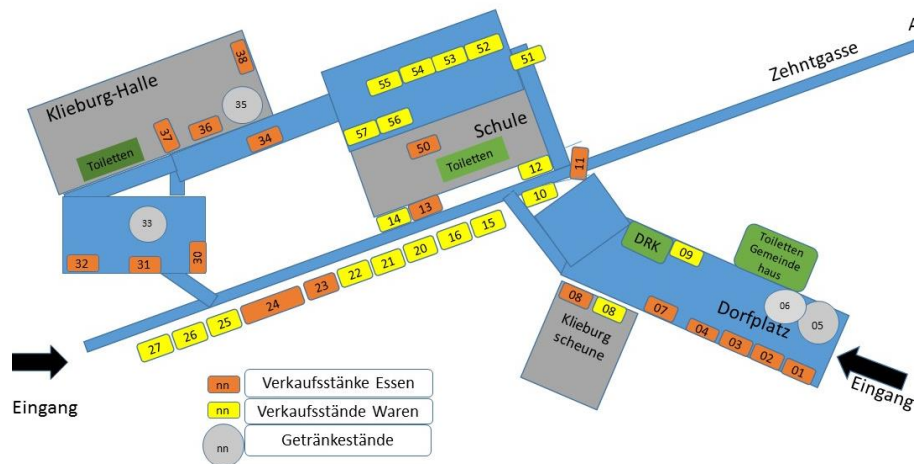 A
Zehntgasse
Klieburg-Halle
38
35
37
36
34
Toiletten
55
54
53
52
51
57
56
Schule
50
Toiletten
12
11
10
14
13
33
32
31
30
15
16
20
21
22
23
24
25
26
27
DRK
09
Toiletten
Gemeinde
haus
06
05
Dorfplatz
08
08
07
04
03
02
01
Klieburg
scheune
Eingang
Eingang
nn Verkaufsstänke Essen
nn Verkaufsstände Waren
nn Getränkestände